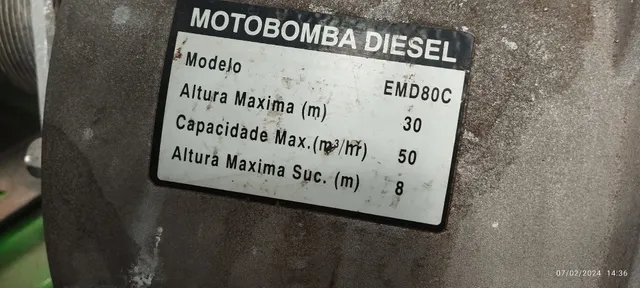 MOTOBOMBA DIESEL
Modelo EMD80C
Altura Maxima (m) 30
Capacidade Max.(m³/hr) 50
Altura Maxima Suc. (m) 8
07/02/2024 14:36